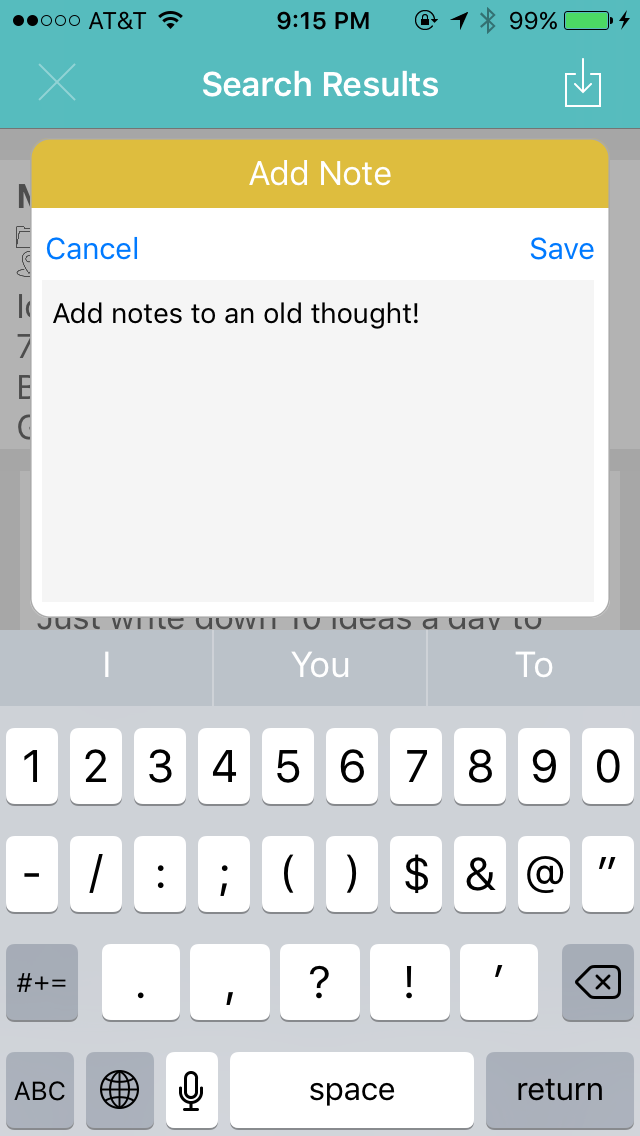 AT&T 9:15 PM 99%
Search Results
Add Note
Cancel Save
Add notes to an old thought!
Just write down 10 ideas a day to
I You To
1 2 3 4 5 6 7 8 9 0
- / : ; ( ) $ & @ "
#+= . , ? ! '
ABC space return